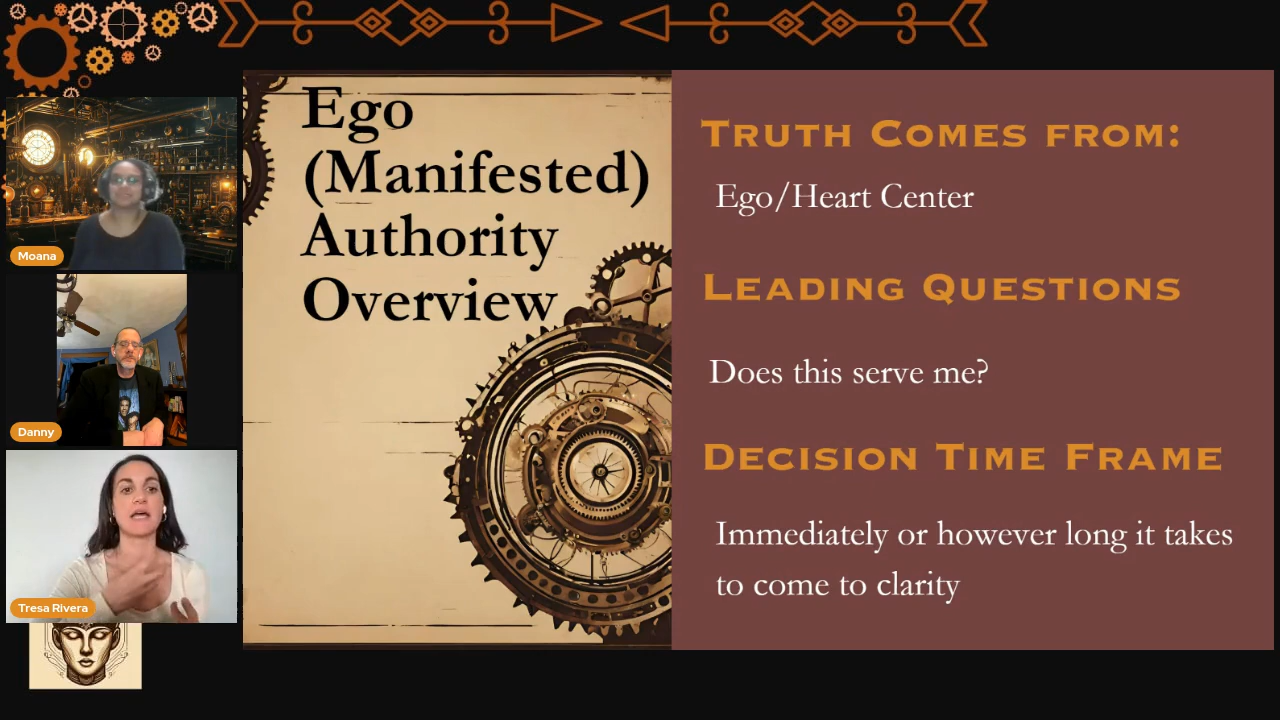 Ego
(Manifested)
Authority
Overview
TRUTH COMES FROM:
Ego/Heart Center
LEADING QUESTIONS
Does this serve me?
DECISION TIME FRAME
Immediately or however long it takes
to come to clarity
Moana
Danny
Tresa Rivera